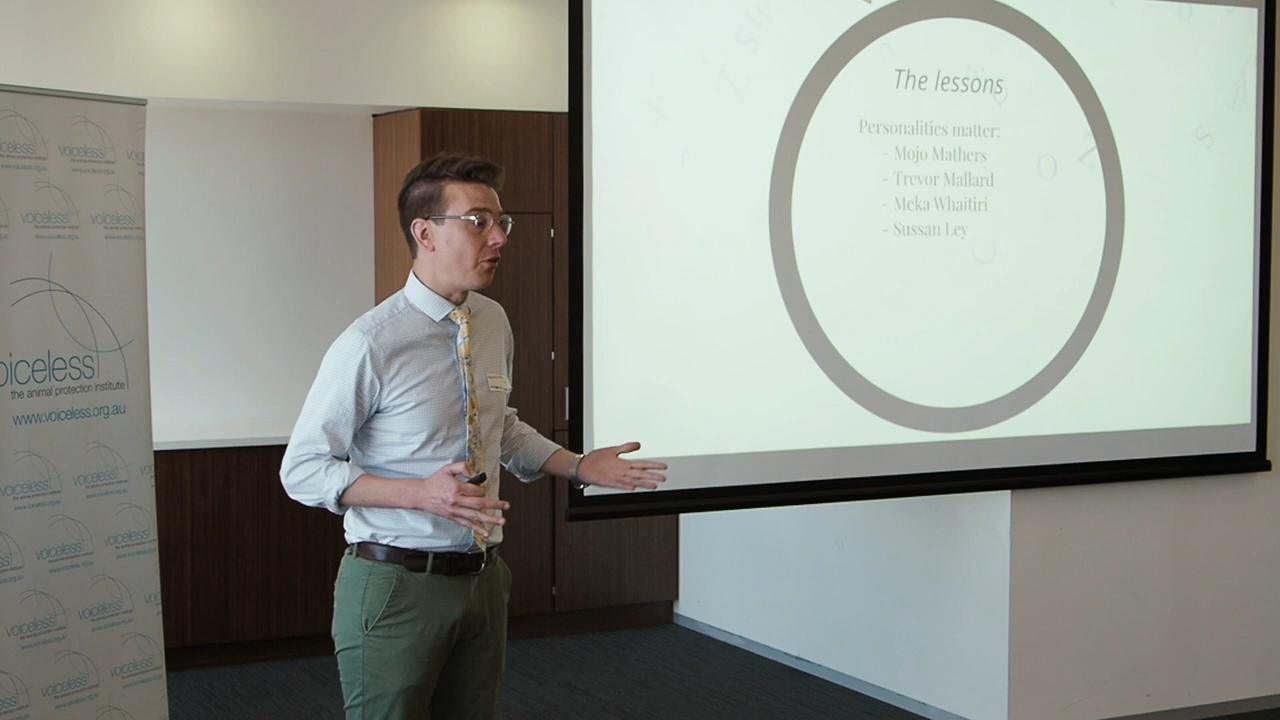 The lessons
Personalities matter:
- Mojo Mathers
- Trevor Mallard
- Meka Whaitiri
- Sussan Ley
oiceless
the animal protection institute
www.voiceless.org.au